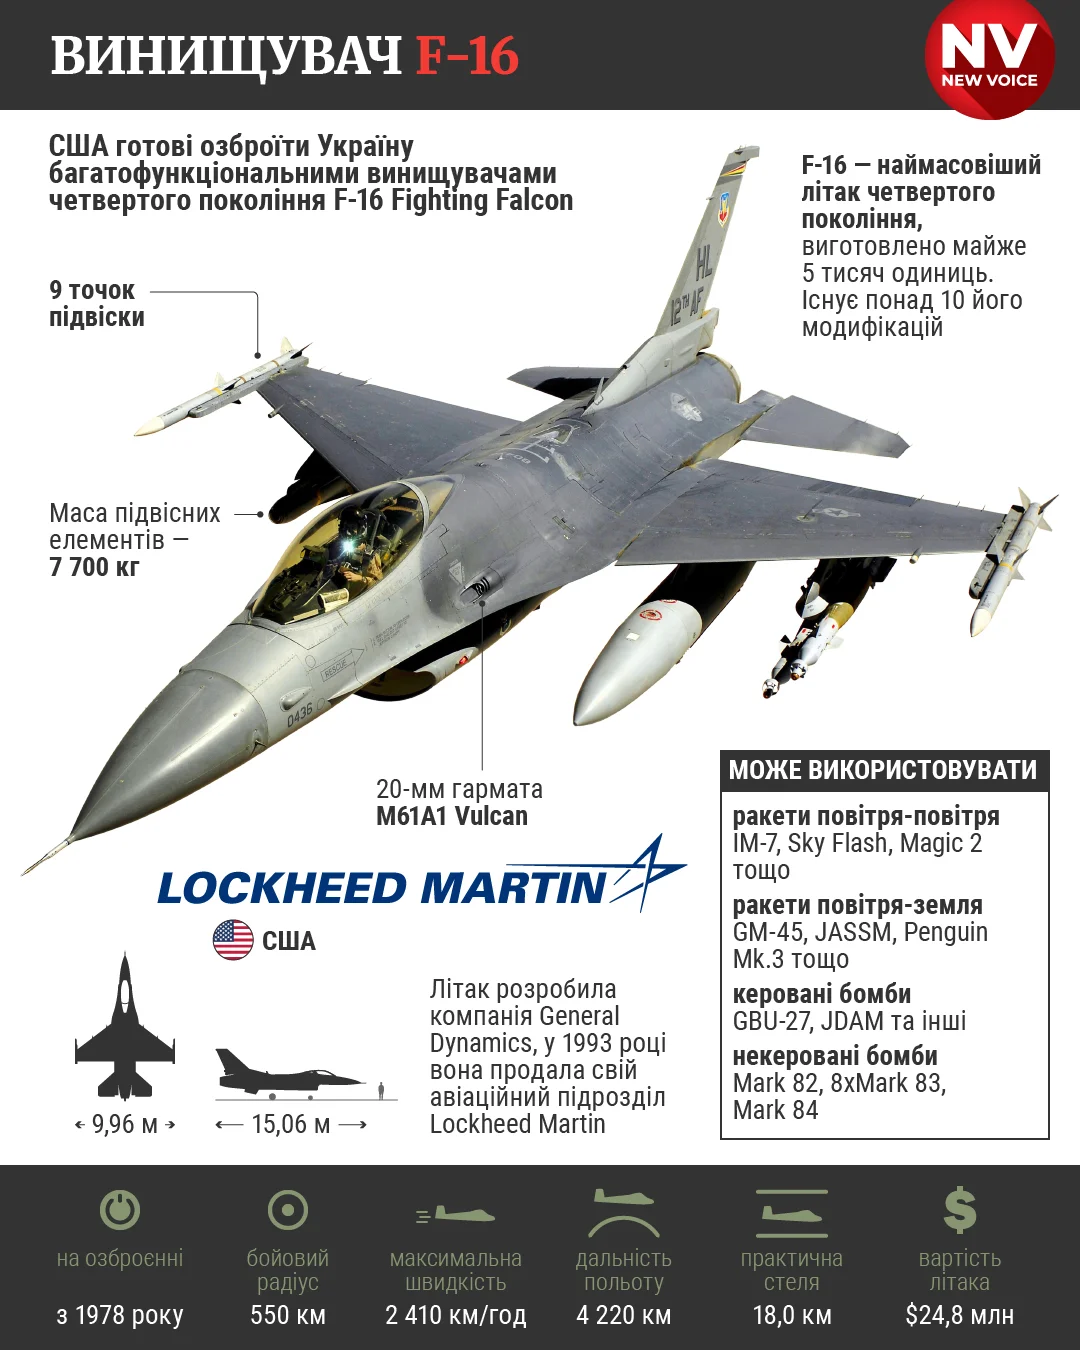 ВИНИЩУВАЧ F-16
NV
NEW VOICE
США готові озброїти Україну
багатофункціональними винищувачами
четвертого покоління F-16 Fighting Falcon
F-16 — наймасовіший
літак четвертого
покоління,
виготовлено майже
5 тисяч одиниць.
Існує понад 10 його
модифікацій
9 точок
підвіски
HL
12TH AF
Маса підвісних
елементів —
7 700 кг
RESCUE
0436
20-мм гармата
M61A1 Vulcan
LOCKHEED MARTIN
США
9,96 м
15,06 м
Літак розробила
компанія General
Dynamics, у 1993 році
вона продала свій
авіаційний підрозділ
Lockheed Martin
МОЖЕ ВИКОРИСТОВУВАТИ
ракети повітря-повітря
IM-7, Sky Flash, Magic 2
тощо
ракети повітря-земля
GM-45, JASSM, Penguin
Mk.3 тощо
керовані бомби
GBU-27, JDAM та інші
некеровані бомби
Mark 82, 8xMark 83,
Mark 84
на озброєнні
з 1978 року
бойовий
радіус
550 км
максимальна
швидкість
2 410 км/год
дальність
польоту
4 220 км
практична
стеля
18,0 км
$
вартість
літака
$24,8 млн